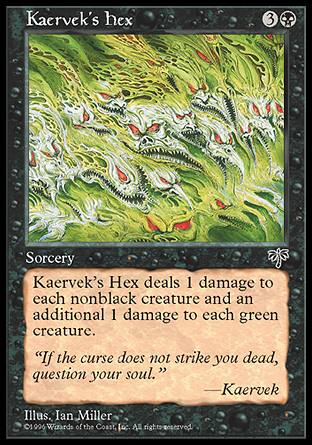 Kaervek's Hex 3
Sorcery
Kaervek's Hex deals 1 damage to
each nonblack creature and an
additional 1 damage to each green
creature.
"If the curse does not strike you dead,
question your soul."
—Kaervek
Illus. Ian Miller
©1996 Wizards of the Coast, Inc. All rights reserved.